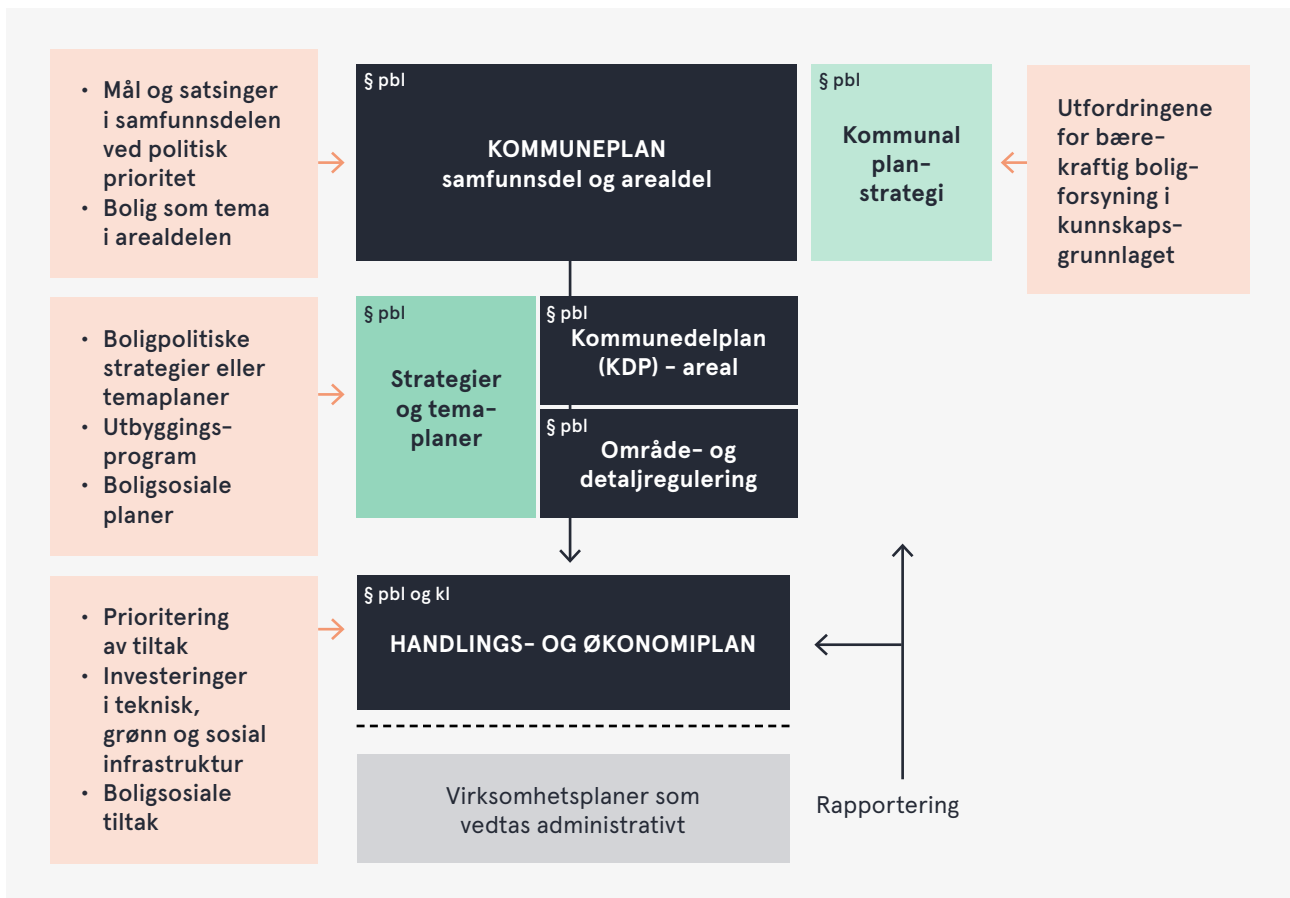 • Mål og satsinger
i samfunnsdelen
ved politisk
prioritet
• Bolig som tema
i arealdelen
§ pbl
KOMMUNEPLAN
samfunnsdel og arealdel
§ pbl
Kommunal
plan-
strategi
Utfordringene
for bære-
kraftig bolig-
forsyning i
kunnskaps-
grunnlaget
• Boligpolitiske
strategier eller
temaplaner
• Utbyggings-
program
• Boligsosiale
planer
§ pbl
Strategier
og tema-
planer
§ pbl
Kommunedelplan
(KDP) – areal
§ pbl
Område- og
detaljregulering
• Prioritering
av tiltak
• Investeringer
i teknisk,
grønn og sosial
infrastruktur
• Boligsosiale
tiltak
§ pbl og kl
HANDLINGS- OG ØKONOMIPLAN
Virksomhetsplaner som
vedtas administrativt
Rapportering